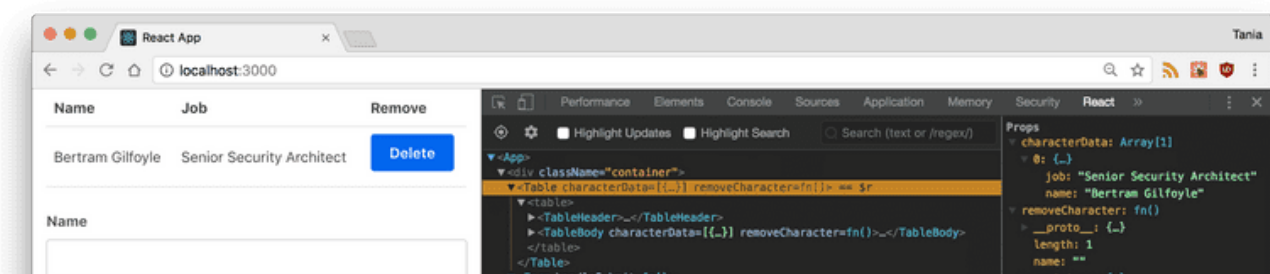 React App
Tania
localhost:3000
Name Job Remove
Bertram Gilfoyle Senior Security Architect Delete
Name
Performance Elements Console Sources Application Memory Security React »
Highlight Updates Highlight Search Search (text or /regex/)
<App>
<div className="container">
<Table characterData=[{…}] removeCharacter=fn()> == $r
<table>
<TableHeader>…</TableHeader>
<TableBody characterData=[{…}] removeCharacter=fn()>…</TableBody>
</table>
</Table>
Props
characterData: Array[1]
0: {…}
job: "Senior Security Architect"
name: "Bertram Gilfoyle"
removeCharacter: fn()
__proto__: {…}
length: 1
name: ""